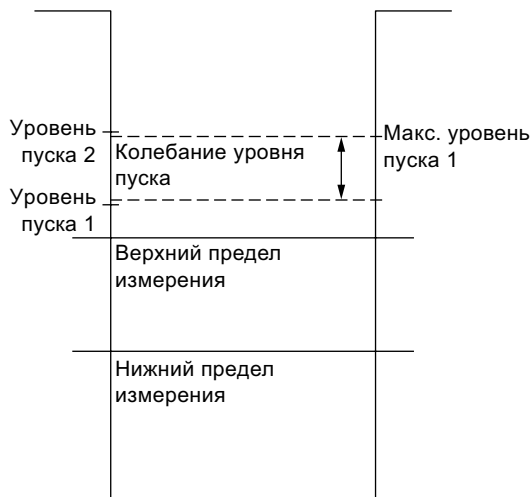 Уровень
пуска 2
Колебание уровня
пуска
Макс. уровень
пуска 1
Уровень
пуска 1
Верхний предел
измерения
Нижний предел
измерения